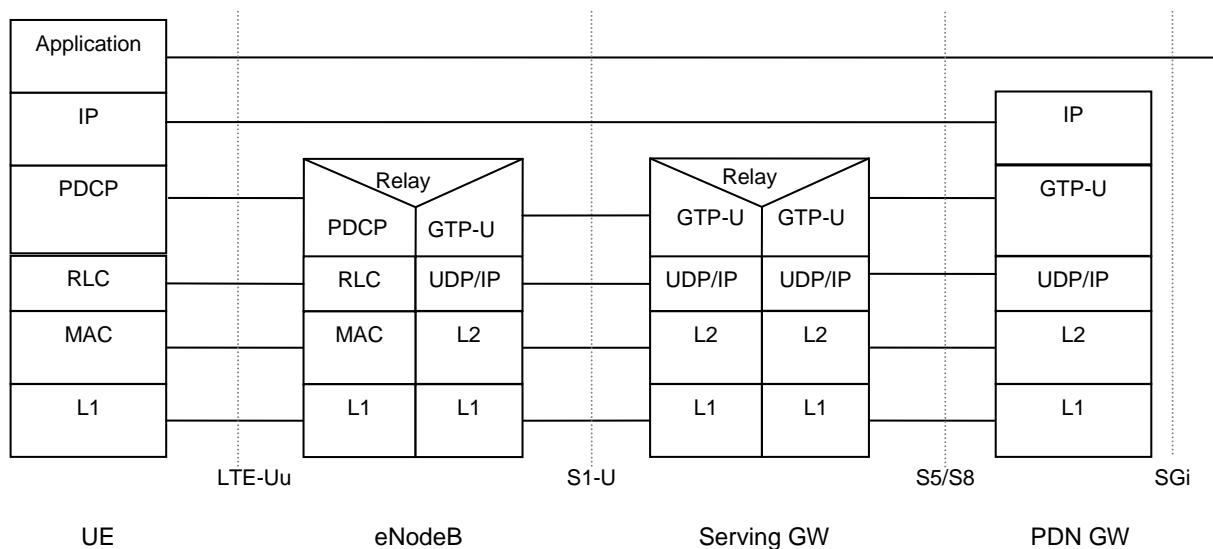 Application
IP
IP
PDCP
Relay
Relay
GTP-U
PDCP
GTP-U
GTP-U
GTP-U
RLC
RLC
UDP/IP
UDP/IP
UDP/IP
UDP/IP
MAC
MAC
L2
L2
L2
L2
L1
L1
L1
L1
L1
L1
LTE-Uu
S1-U
S5/S8
SGi
UE
eNodeB
Serving GW
PDN GW